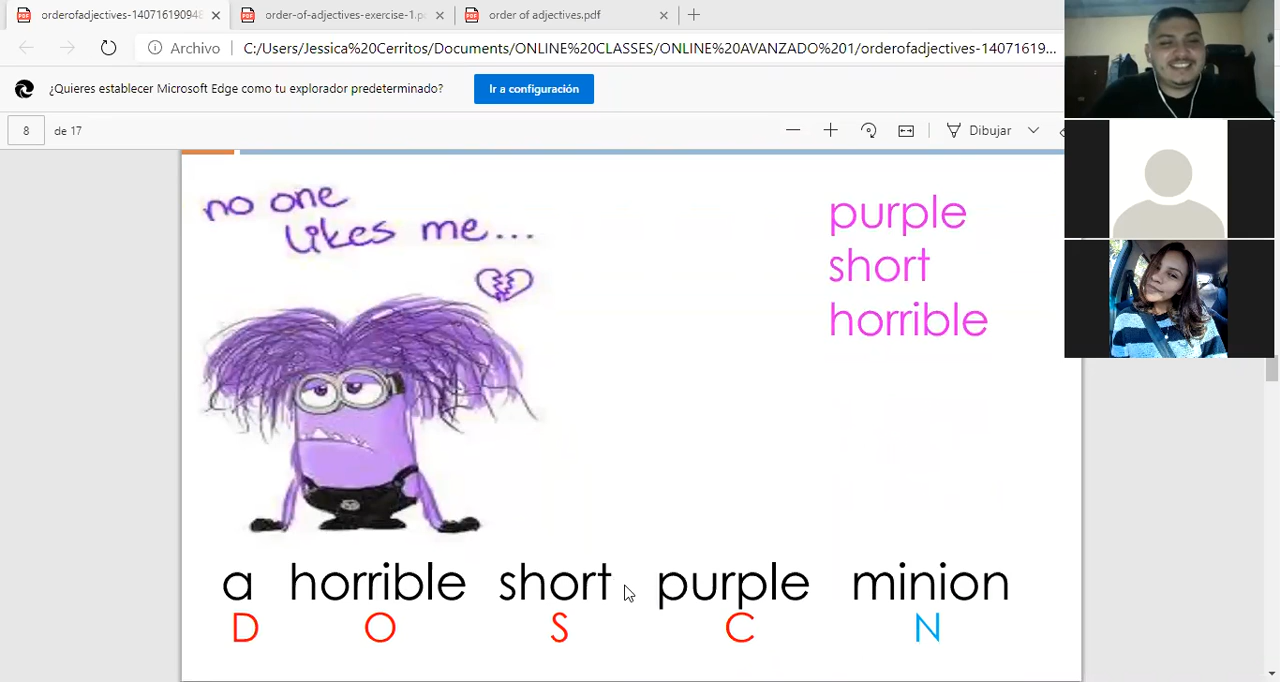 orderofadjectives-14071619094
order-of-adjectives-exercise-1.p
order of adjectives.pdf
Archivo
C:/Users/Jessica%20Cerritos/Documents/ONLINE%20CLASSES/ONLINE%20AVANZADO%201/orderofadjectives-14071619...
¿Quieres establecer Microsoft Edge como tu explorador predeterminado?
Ir a configuración
8 de 17
Dibujar
no one
likes me...
purple
short
horrible
a horrible short purple minion
D O S C N